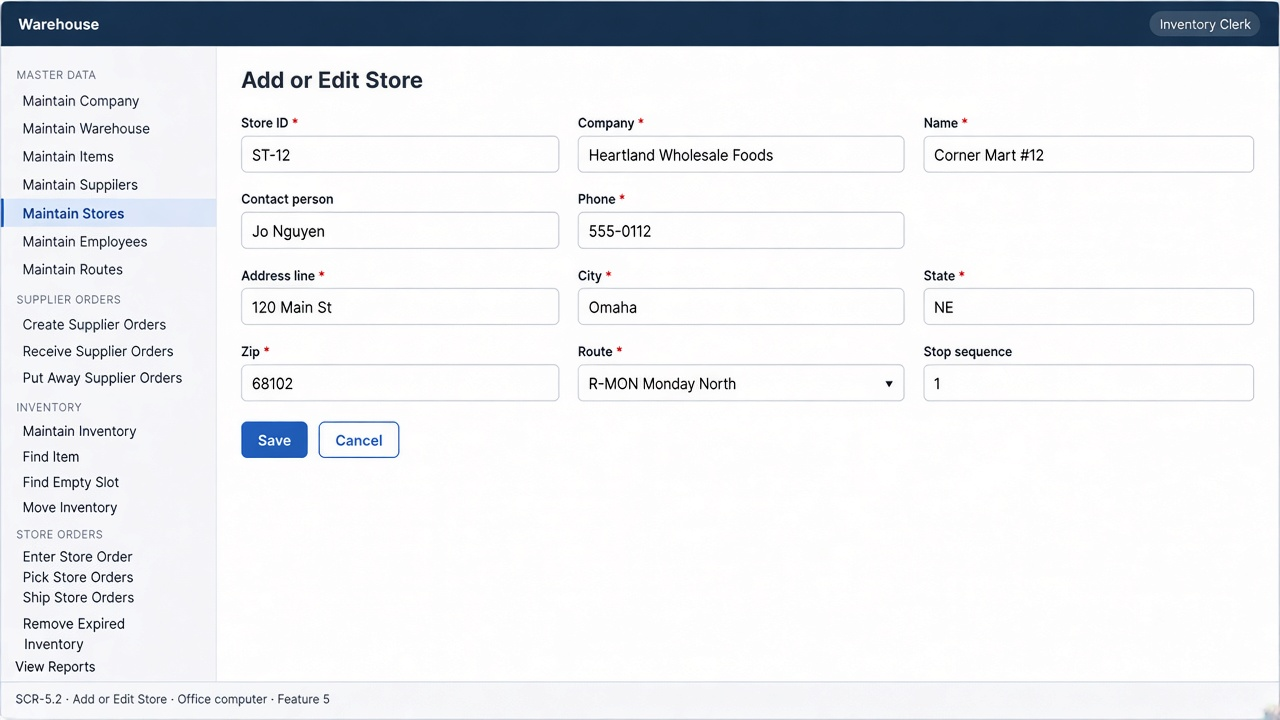 Warehouse
Inventory Clerk
MASTER DATA
Maintain Company
Maintain Warehouse
Maintain Items
Maintain Suppilers
Maintain Stores
Maintain Employees
Maintain Routes
SUPPLIER ORDERS
Create Supplier Orders
Receive Supplier Orders
Put Away Supplier Orders
INVENTORY
Maintain Inventory
Find Item
Find Empty Slot
Move Inventory
STORE ORDERS
Enter Store Order
Pick Store Orders
Ship Store Orders
Remove Expired
Inventory
View Reports
Add or Edit Store
Store ID * Company * Name *
ST-12 Heartland Wholesale Foods Corner Mart #12
Contact person Phone *
Jo Nguyen 555-0112
Address line * City * State *
120 Main St Omaha NE
Zip * Route * Stop sequence
68102 R-MON Monday North ▼ 1
Save Cancel
SCR-5.2 · Add or Edit Store · Office computer · Feature 5